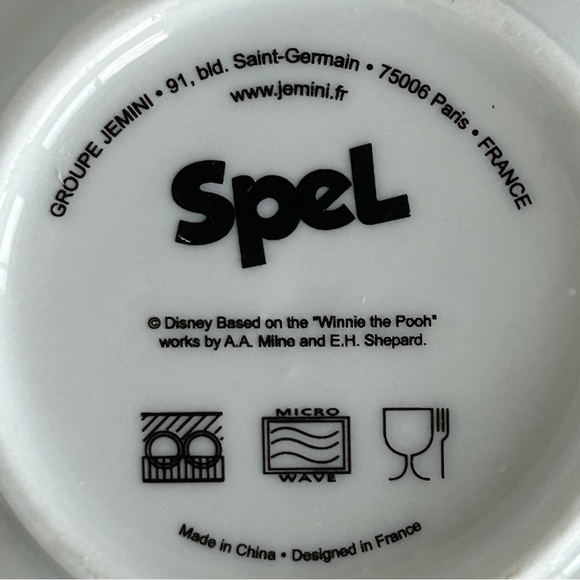 GROUPE JEMINI • 91, bld. Saint-Germain • 75006 Paris • FRANCE
www.jemini.fr
SpeL
© Disney Based on the "Winnie the Pooh"
works by A.A. Milne and E.H. Shepard.
MICRO
WAVE
Made in China • Designed in France